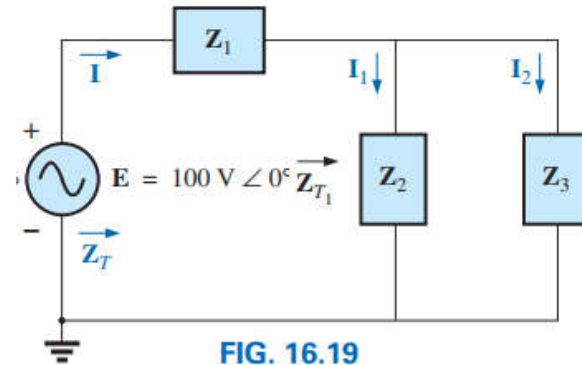 Z1
I
I1
I2
+
E = 100 V ∠ 0° ZT1
Z2
Z3
−
ZT
FIG. 16.19